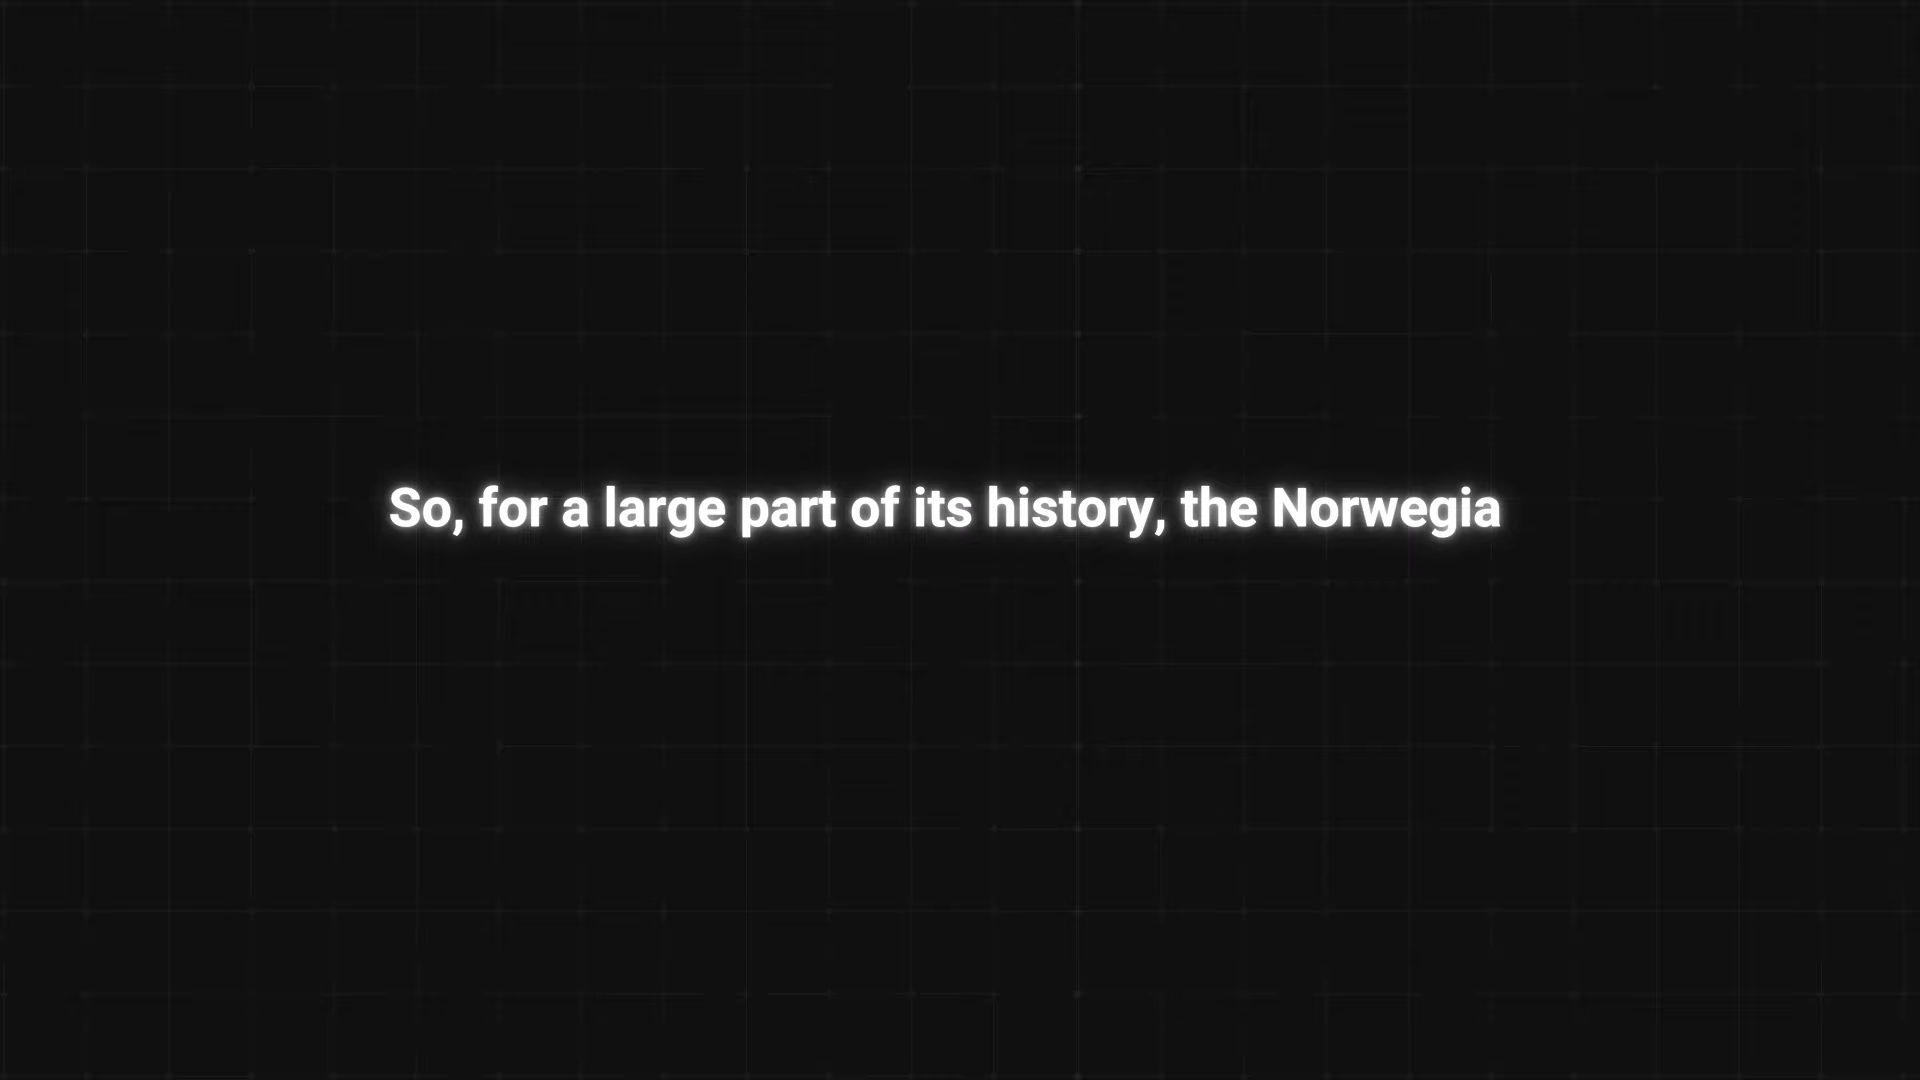 So, for a large part of its history, the Norwegia